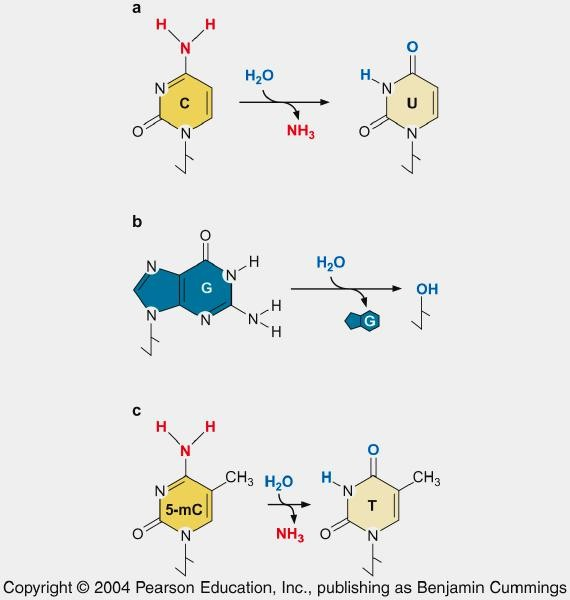 a
H H
N
H₂O
O
N C
H N U
O N
NH₃
O N
b
O
N
N H
G
H₂O
OH
N N N H
H
G
c
H H
N
CH₃
H₂O
O
CH₃
N 5-mC
H N T
O N
NH₃
O N
Copyright © 2004 Pearson Education, Inc., publishing as Benjamin Cummings